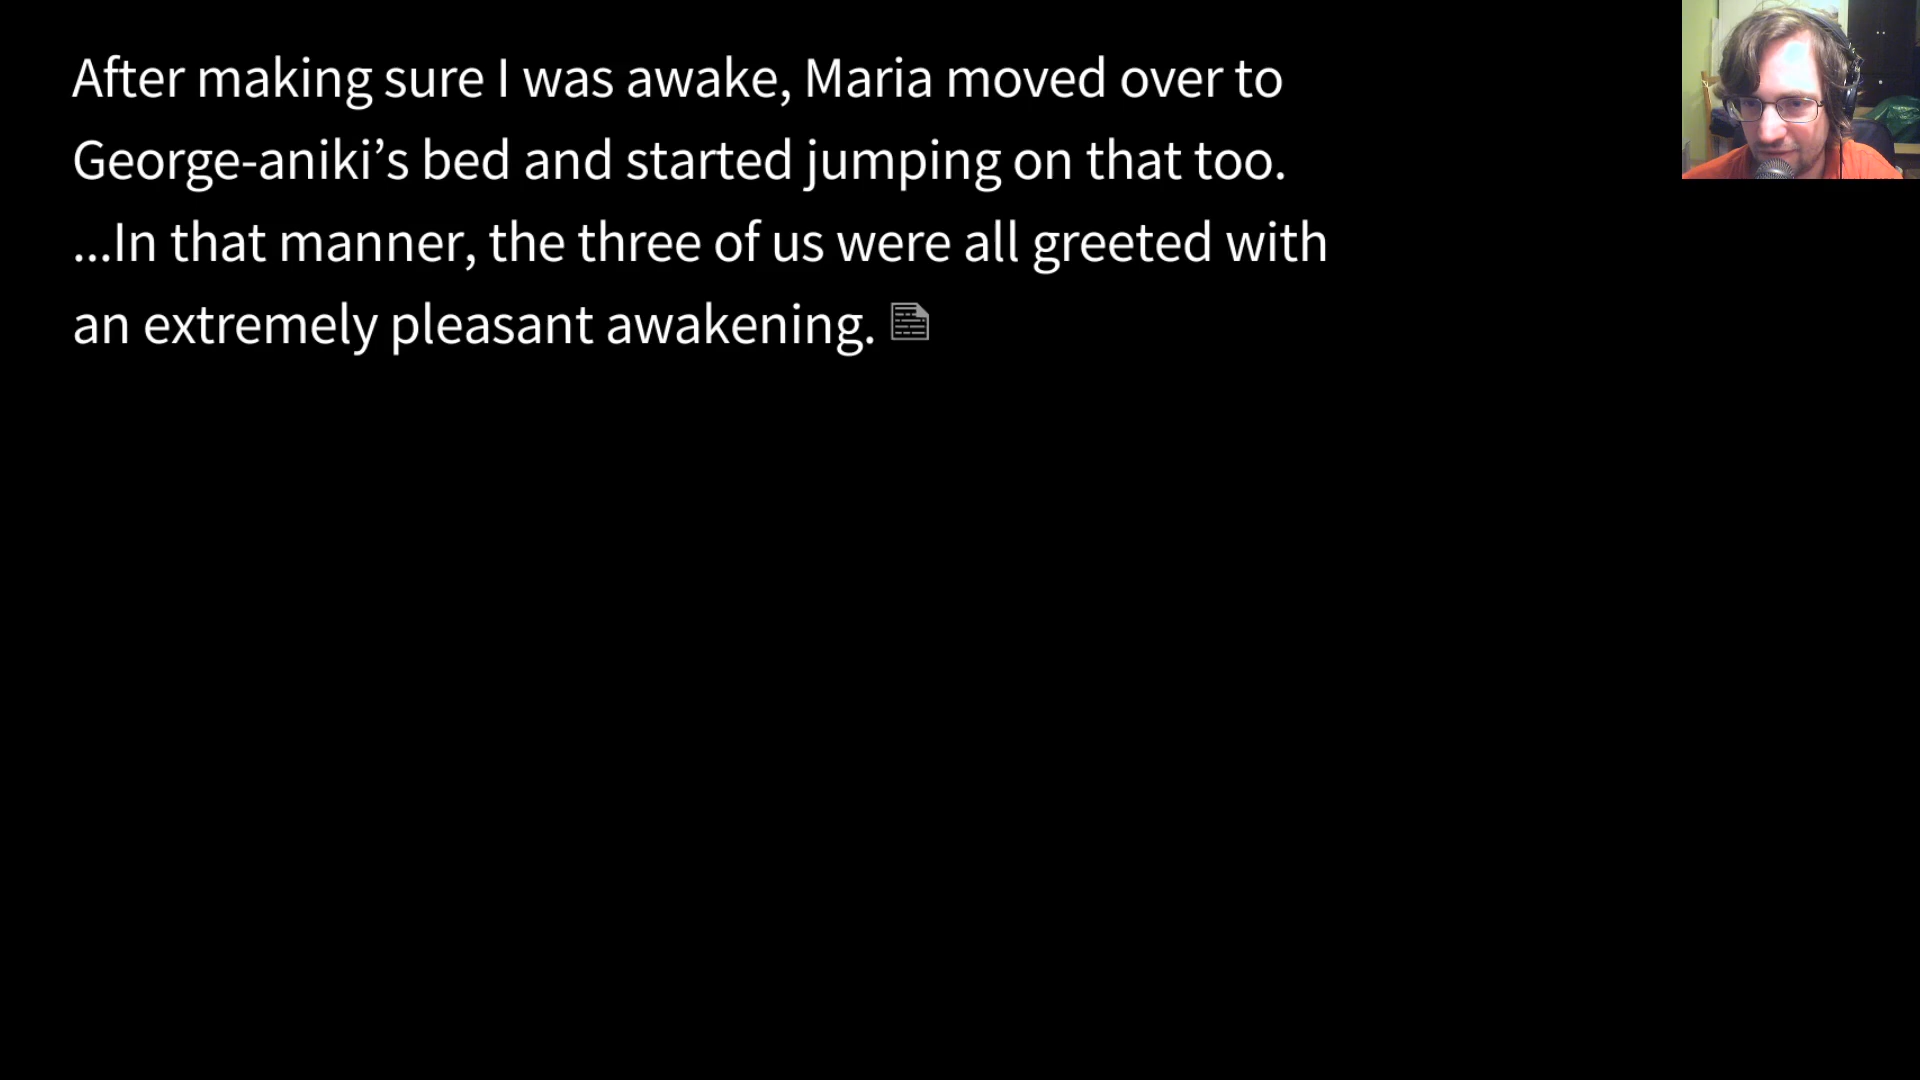 After making sure I was awake, Maria moved over to
George-aniki’s bed and started jumping on that too.
...In that manner, the three of us were all greeted with
an extremely pleasant awakening.